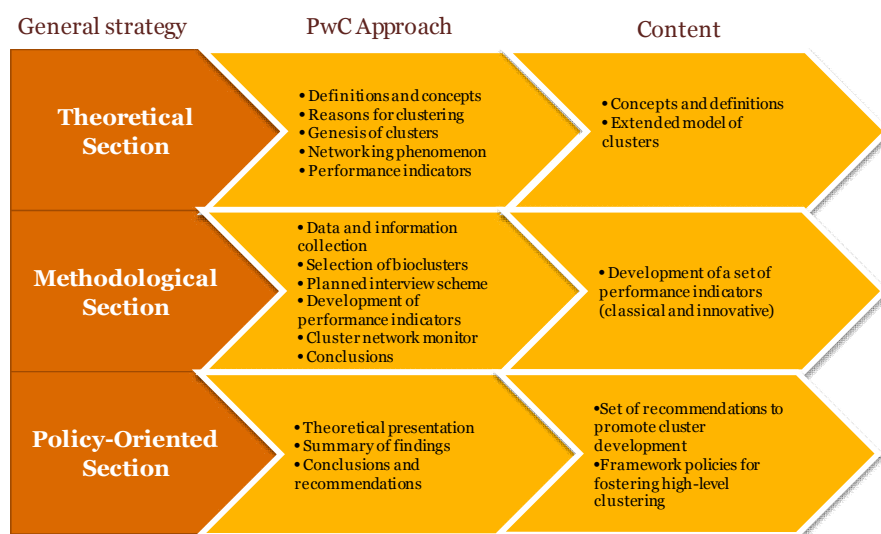 General strategy
PwC Approach
Content
Theoretical
Section
• Definitions and concepts
• Reasons for clustering
• Genesis of clusters
• Networking phenomenon
• Performance indicators
• Concepts and definitions
• Extended model of
clusters
Methodological
Section
• Data and information
collection
• Selection of bioclusters
• Planned interview scheme
• Development of
performance indicators
• Cluster network monitor
• Conclusions
• Development of a set of
performance indicators
(classical and innovative)
Policy-Oriented
Section
• Theoretical presentation
• Summary of findings
• Conclusions and
recommendations
•Set of recommendations to
promote cluster
development
•Framework policies for
fostering high-level
clustering